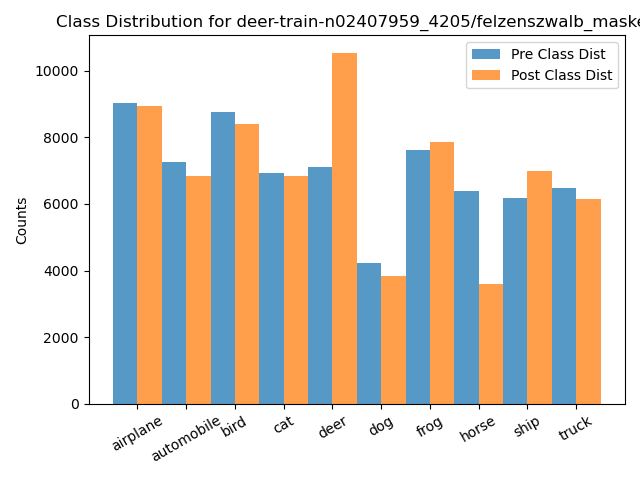 Class Distribution for deer-train-n02407959_4205/felzenszwalb_maske
Pre Class Dist
Post Class Dist
10000
8000
6000
4000
2000
0
Counts
airplane
automobile
bird
cat
deer
dog
frog
horse
ship
truck